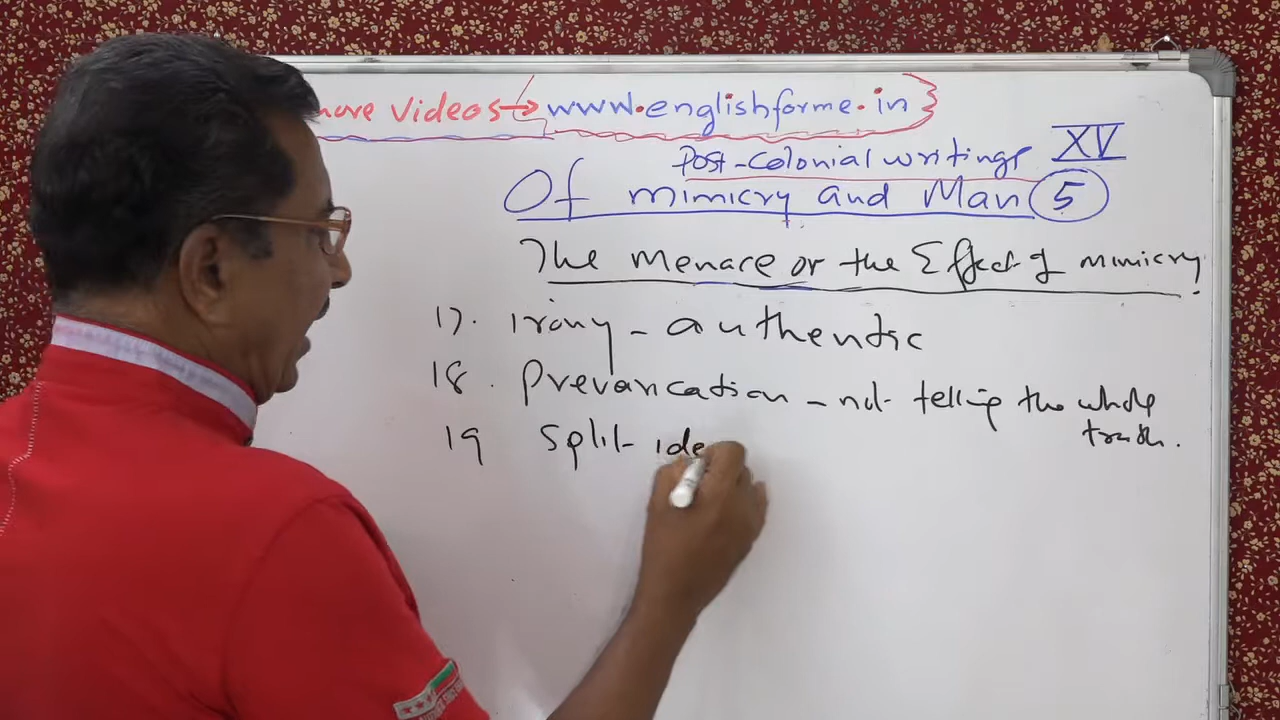 more Videos → www.englishforme.in
Post-colonial writings XV
Of mimicry and Man 5
The Menace or the Effect of mimicry
17. irony - authentic
18. Prevarication - not telling the whole
truth.
19 Split ide